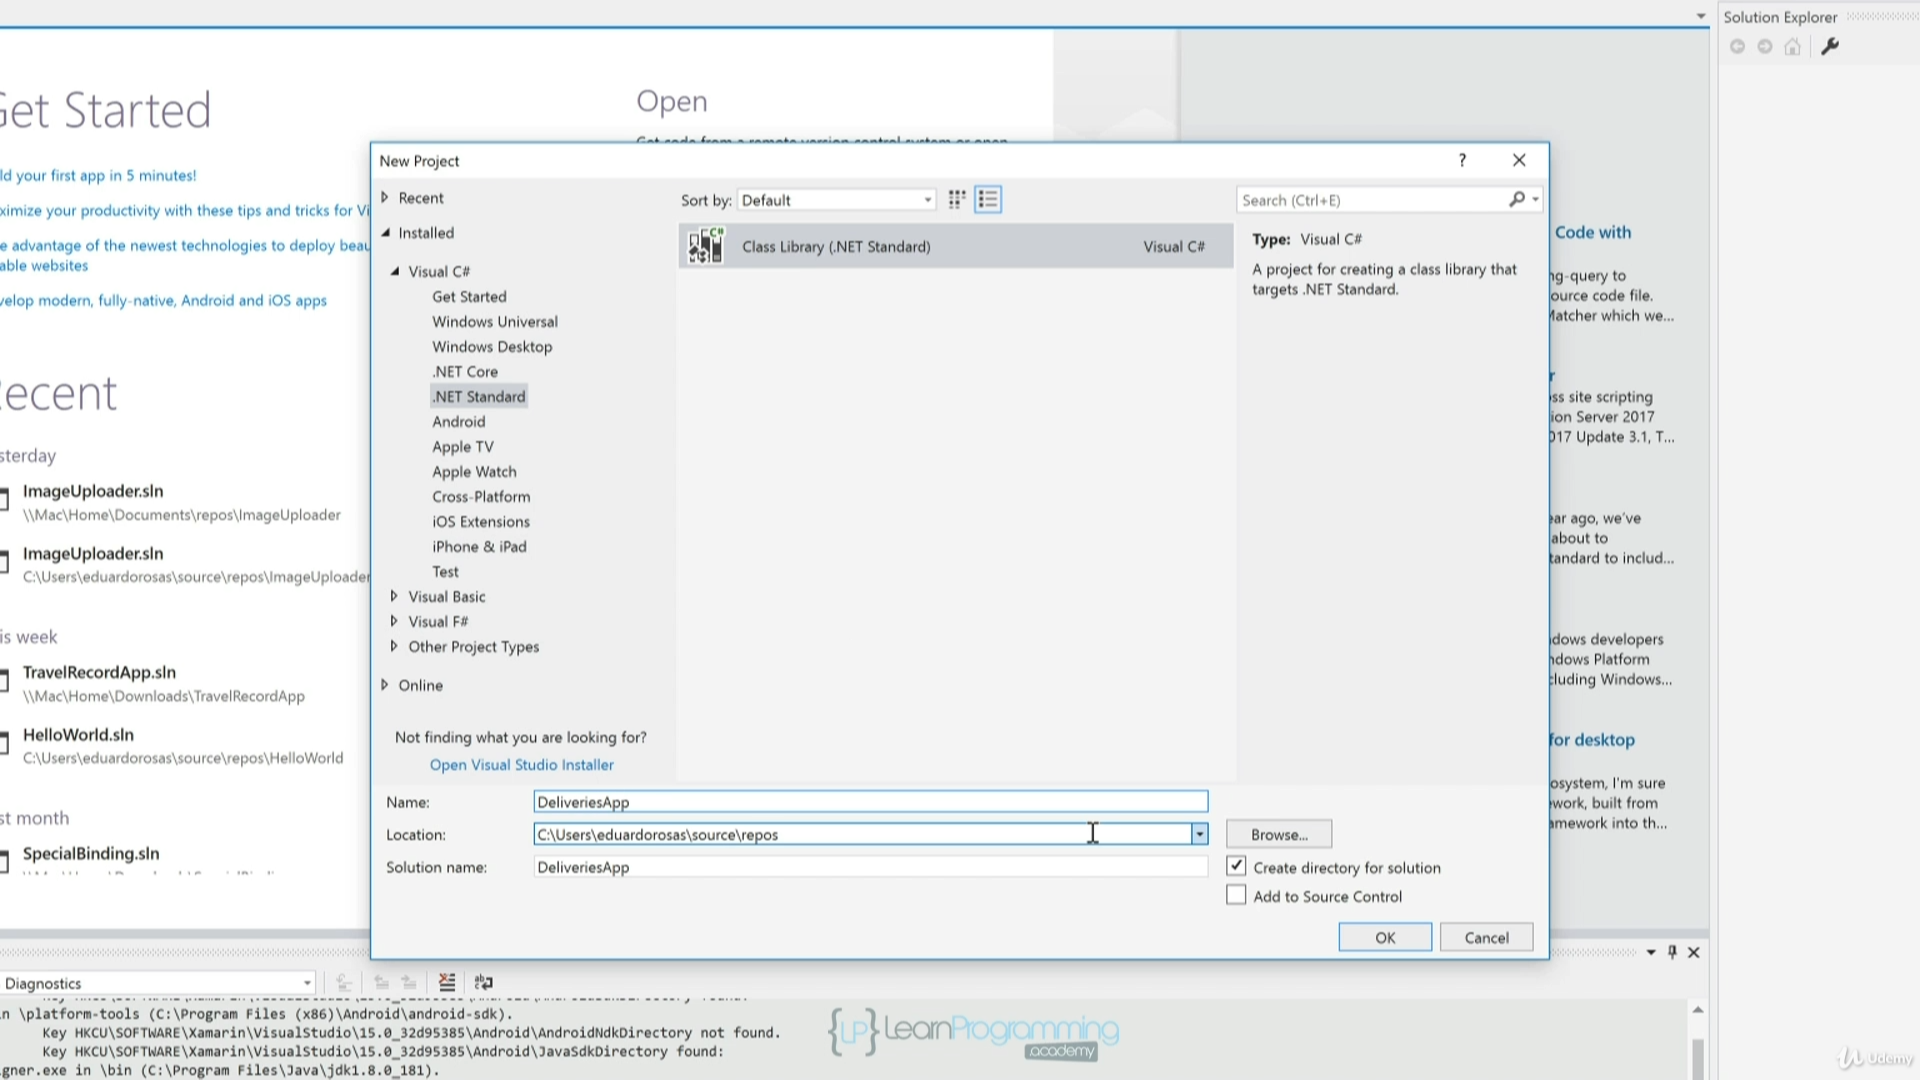 Solution Explorer
Get Started
Open
ld your first app in 5 minutes!
ximize your productivity with these tips and tricks for Vi
e advantage of the newest technologies to deploy beau
able websites
velop modern, fully-native, Android and iOS apps
Recent
sterday
ImageUploader.sln
\\Mac\Home\Documents\repos\ImageUploader
ImageUploader.sln
C:\Users\eduardorosas\source\repos\ImageUploader
is week
TravelRecordApp.sln
\\Mac\Home\Downloads\TravelRecordApp
HelloWorld.sln
C:\Users\eduardorosas\source\repos\HelloWorld
st month
SpecialBinding.sln
New Project
?
Recent
Installed
Visual C#
Get Started
Windows Universal
Windows Desktop
.NET Core
.NET Standard
Android
Apple TV
Apple Watch
Cross-Platform
iOS Extensions
iPhone & iPad
Test
Visual Basic
Visual F#
Other Project Types
Online
Not finding what you are looking for?
Open Visual Studio Installer
Sort by: Default
Search (Ctrl+E)
C#
Class Library (.NET Standard) Visual C#
Type: Visual C#
A project for creating a class library that
targets .NET Standard.
Name: DeliveriesApp
Location: C:\Users\eduardorosas\source\repos
Browse...
Solution name: DeliveriesApp
Create directory for solution
Add to Source Control
OK
Cancel
Code with
ng-query to
ource code file.
Matcher which we...
r
ss site scripting
ion Server 2017
017 Update 3.1, T...
ear ago, we've
about to
tandard to includ...
dows developers
ndows Platform
cluding Windows...
for desktop
osystem, I'm sure
work, built from
amework into th...
Diagnostics
n \platform-tools (C:\Program Files (x86)\Android\android-sdk).
Key HKCU\SOFTWARE\Xamarin\VisualStudio\15.0_32d95385\Android\AndroidNdkDirectory not found.
Key HKCU\SOFTWARE\Xamarin\VisualStudio\15.0_32d95385\Android\JavaSdkDirectory found:
gner.exe in \bin (C:\Program Files\Java\jdk1.8.0_181).
{LP} LearnProgramming
.academy
Udemy